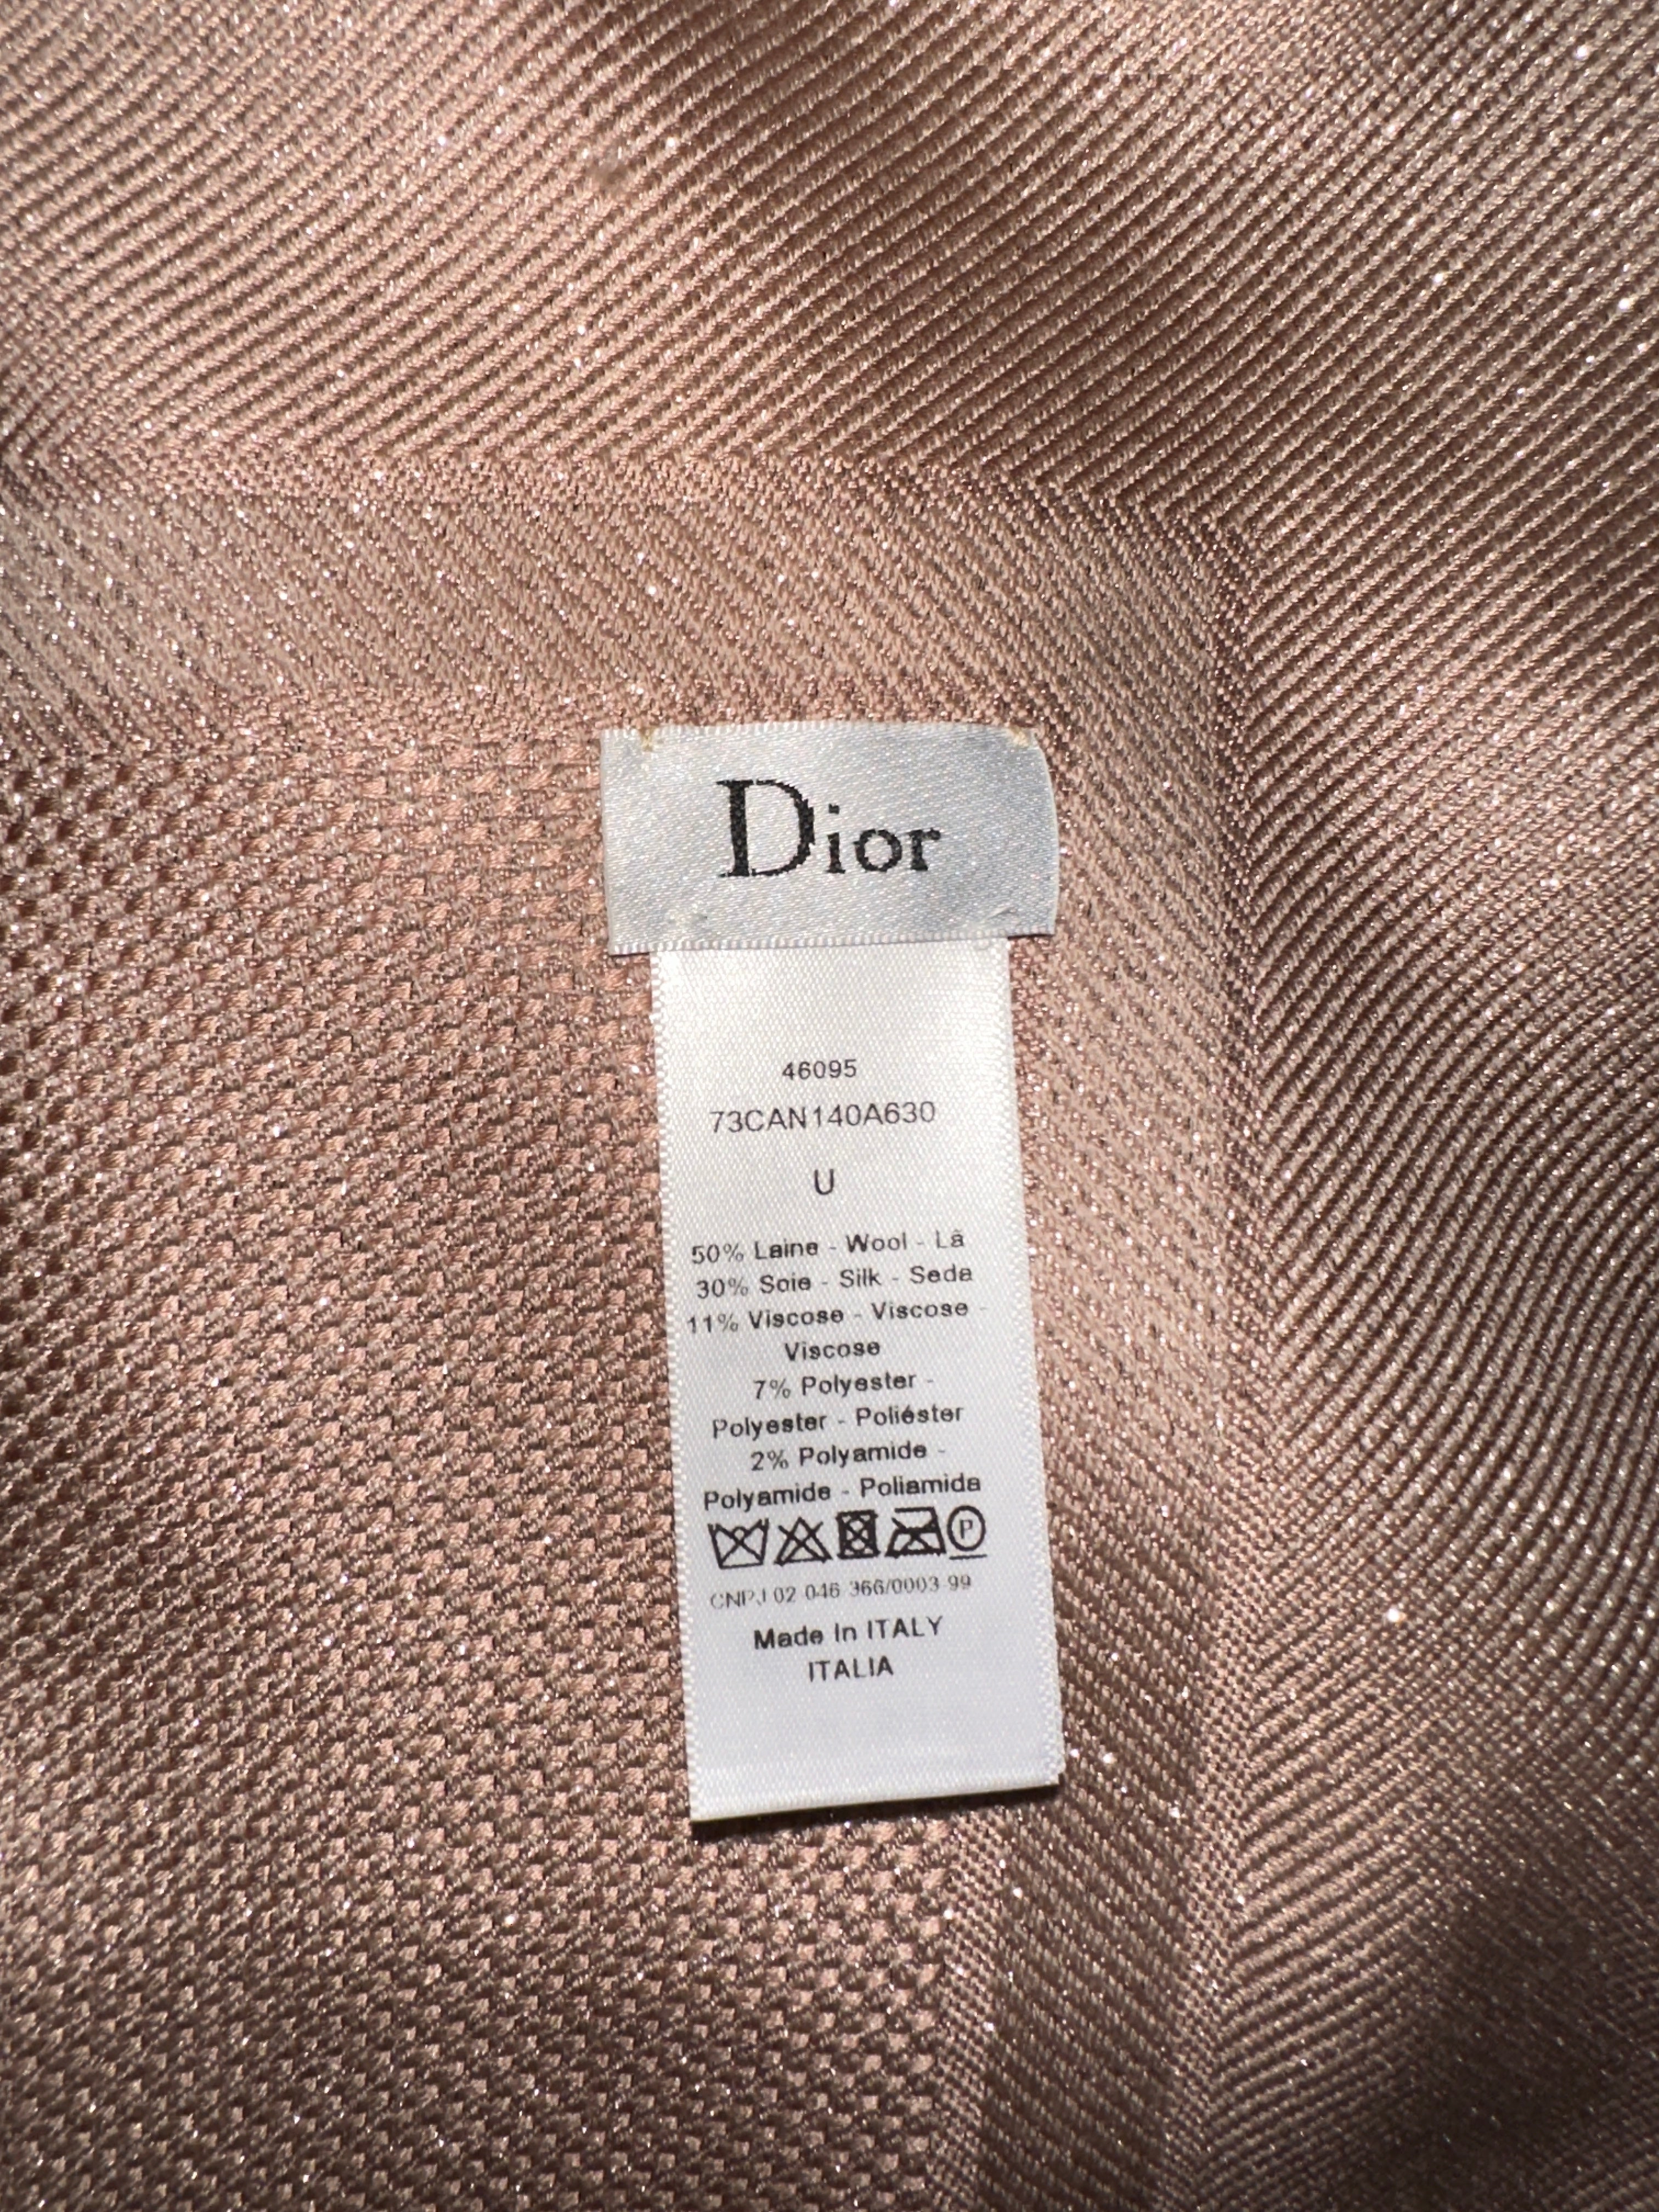 Dior
46095
73CAN140A630
U
50% Laine - Wool - Lã
30% Soie - Silk - Seda
11% Viscose - Viscose -
Viscose
7% Polyester -
Polyester - Poliéster
2% Polyamide -
Polyamide - Poliamida
P
CNPJ 02 046 366/0003-99
Made in ITALY
ITALIA